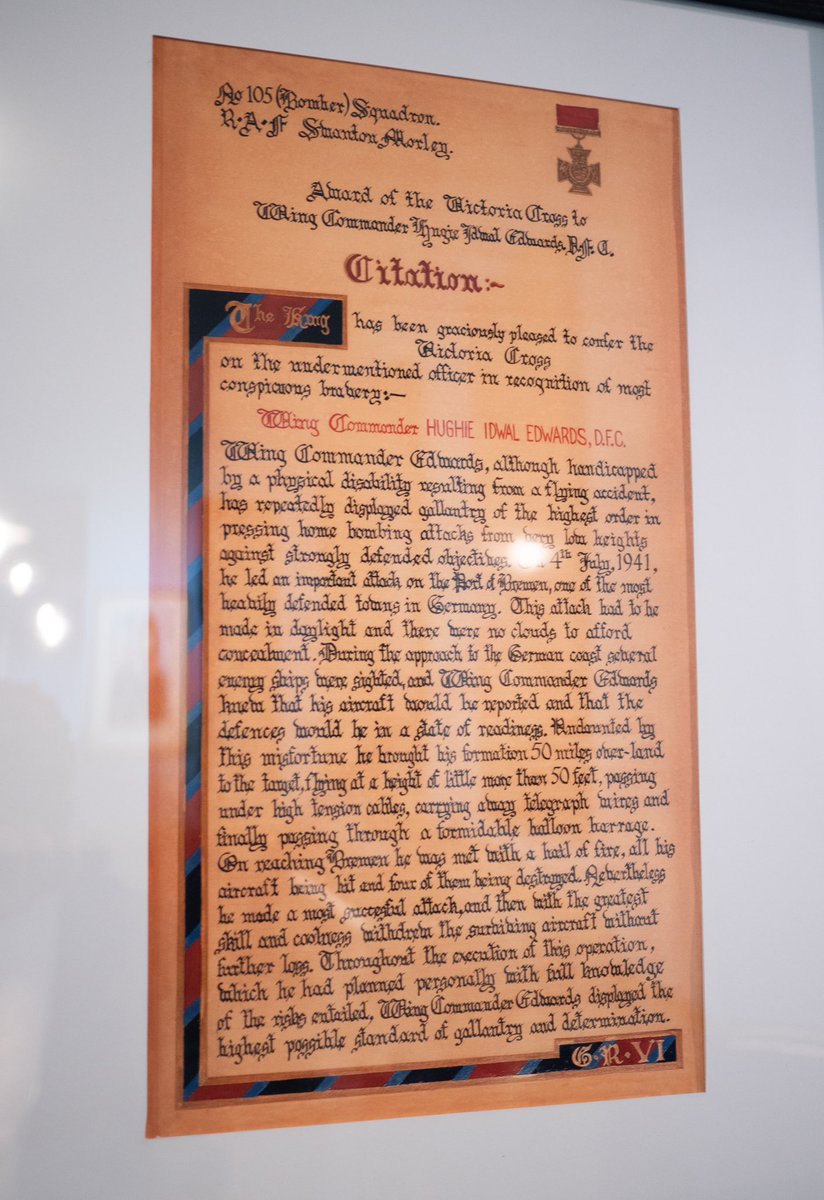 No 105 (Bomber) Squadron.
R·A·F Swanton Morley.
Award of the Victoria Cross to
Wing Commander Hugie Idwal Edwards, D.F.C.
Citation:~
The King has been graciously pleased to confer the
Victoria Cross
on the undermentioned officer in recognition of most
conspicuous bravery:—
Wing Commander HUGHIE IDWAL EDWARDS, D.F.C.
Wing Commander Edwards, although handicapped
by a physical disability resulting from a flying accident,
has repeatedly displayed gallantry of the highest order in
pressing home bombing attacks from very low heights
against strongly defended objectives. On 4th July, 1941,
he led an important attack on the Port of Bremen, one of the most
heavily defended towns in Germany. This attack had to be
made in daylight and there were no clouds to afford
concealment. During the approach to the German coast several
enemy ships were sighted, and Wing Commander Edwards
knew that his aircraft would be reported and that the
defences would be in a state of readiness. Undaunted by
this misfortune he brought his formation 50 miles over-land
to the target, flying at a height of little more than 50 feet, passing
under high tension cables, carrying away telegraph wires and
finally passing through a formidable balloon barrage.
On reaching Bremen he was met with a hail of fire, all his
aircraft being hit and four of them being destroyed. Nevertheless
he made a most succesful attack, and then with the greatest
skill and coolness withdrew the surviving aircraft without
further loss. Throughout the execution of this operation,
which he had planned personally with full knowledge
of the risks entailed, Wing Commander Edwards displayed the
highest possible standard of gallantry and determination.
G·R·VI